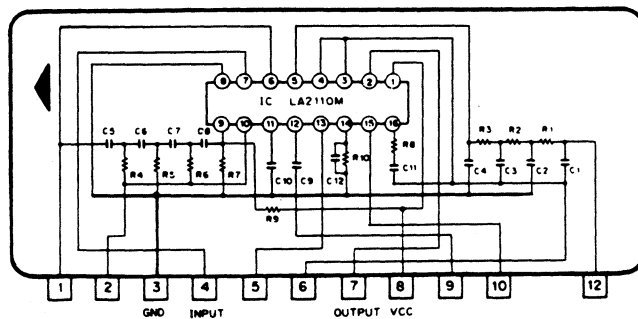 8 7 6 5 4 3 2 1
IC LA2110M
9 10 11 12 13 14 15 16
C5 C6 C7 C8
R4 R5 R6 R7
C10 C9 C12 R10
R8
C11
R3 R2 R1
C4 C3 C2 C1
R9
1 2 3 4 5 6 7 8 9 10 12
GND INPUT OUTPUT VCC